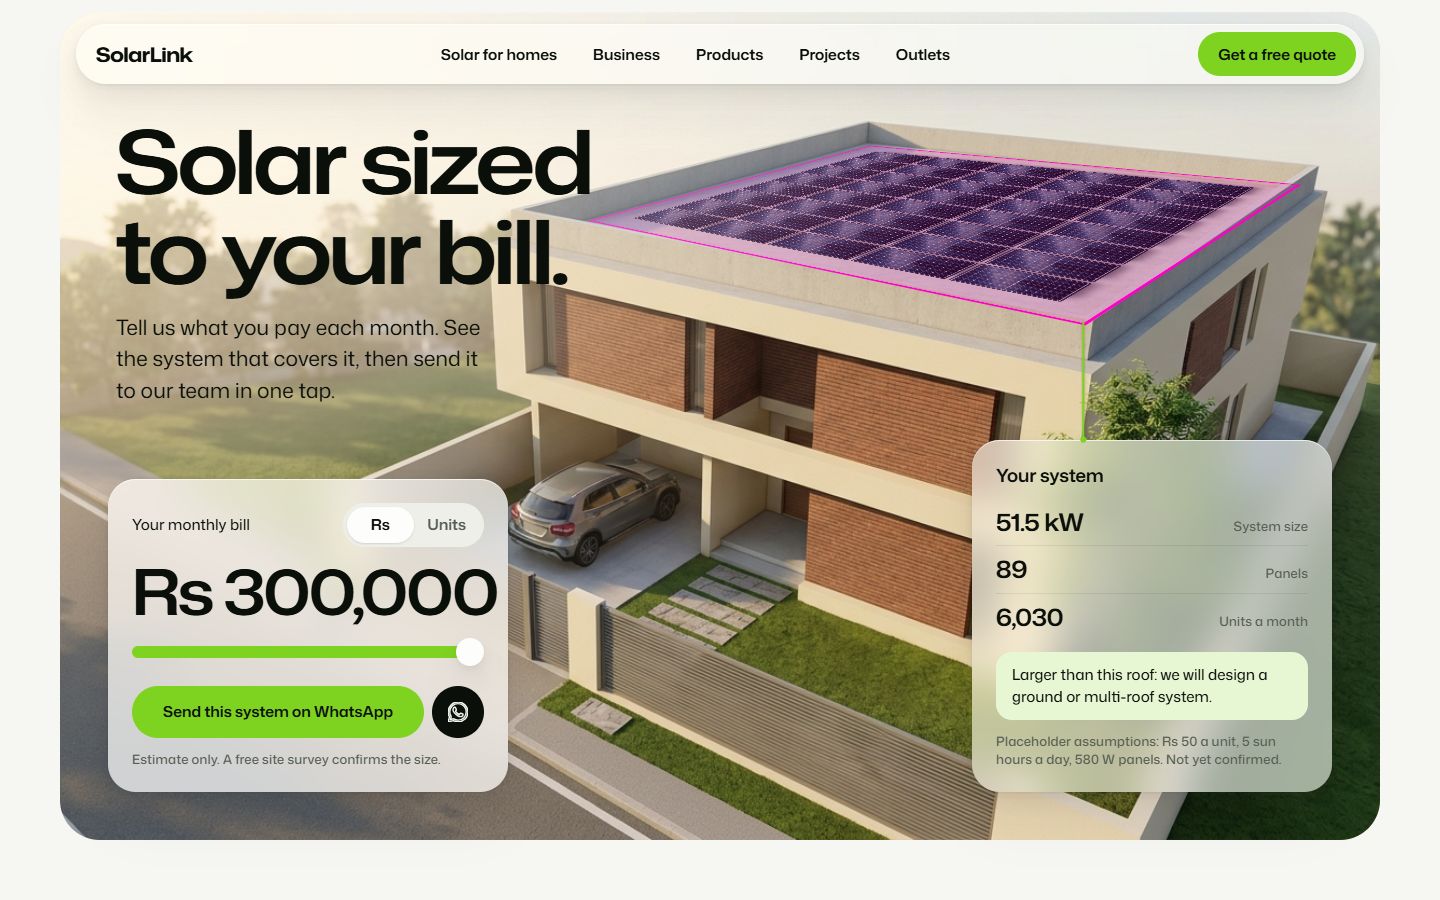 SolarLink
Solar for homes
Business
Products
Projects
Outlets
Get a free quote
Solar sized
to your bill.
Tell us what you pay each month. See
the system that covers it, then send it
to our team in one tap.
Your monthly bill
Rs
Units
Rs 300,000
Send this system on WhatsApp
Estimate only. A free site survey confirms the size.
Your system
51.5 kW
System size
89
Panels
6,030
Units a month
Larger than this roof: we will design a
ground or multi-roof system.
Placeholder assumptions: Rs 50 a unit, 5 sun
hours a day, 580 W panels. Not yet confirmed.